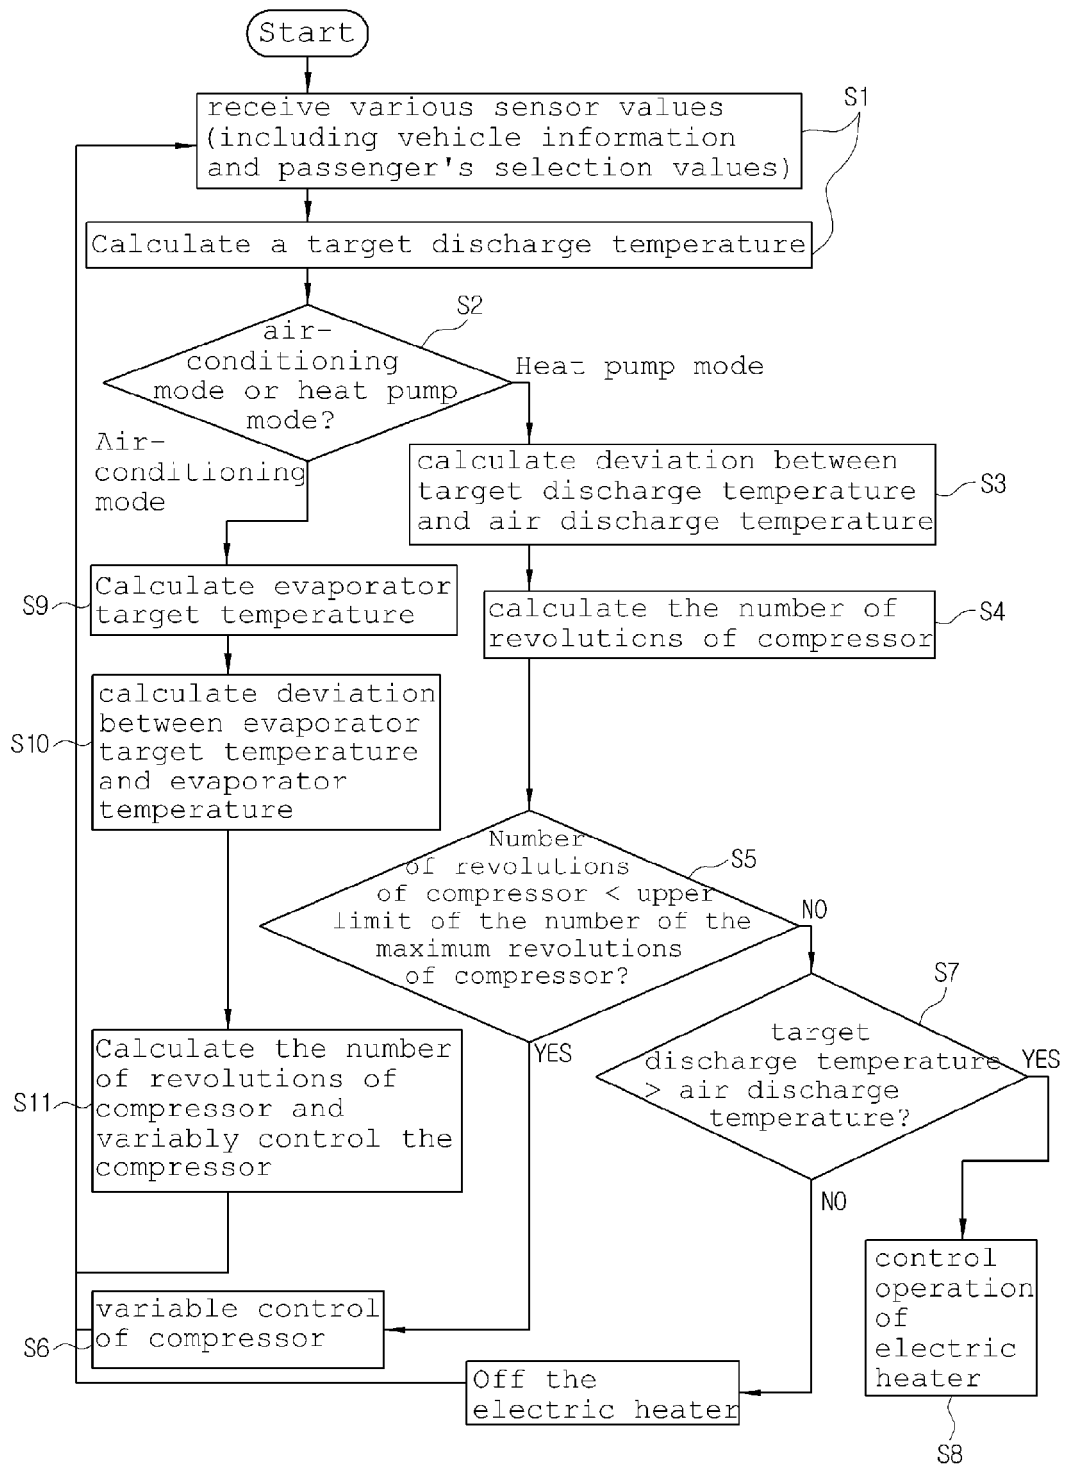 Start
receive various sensor values
(including vehicle information
and passenger's selection values)
S1
Calculate a target discharge temperature
S2
air-
conditioning
mode or heat pump
mode?
Heat pump mode
Air-
conditioning
mode
calculate deviation between
target discharge temperature
and air discharge temperature
S3
Calculate evaporator
target temperature
S9
calculate the number of
revolutions of compressor
S4
calculate deviation
between evaporator
target temperature
and evaporator
temperature
S10
Number
of revolutions
of compressor < upper
limit of the number of the
maximum revolutions
of compressor?
S5
NO
YES
S7
target
discharge temperature
> air discharge
temperature?
YES
NO
Calculate the number
of revolutions of
compressor and
variably control the
compressor
S11
control
operation
of
electric
heater
S8
variable control
of compressor
S6
Off the
electric heater